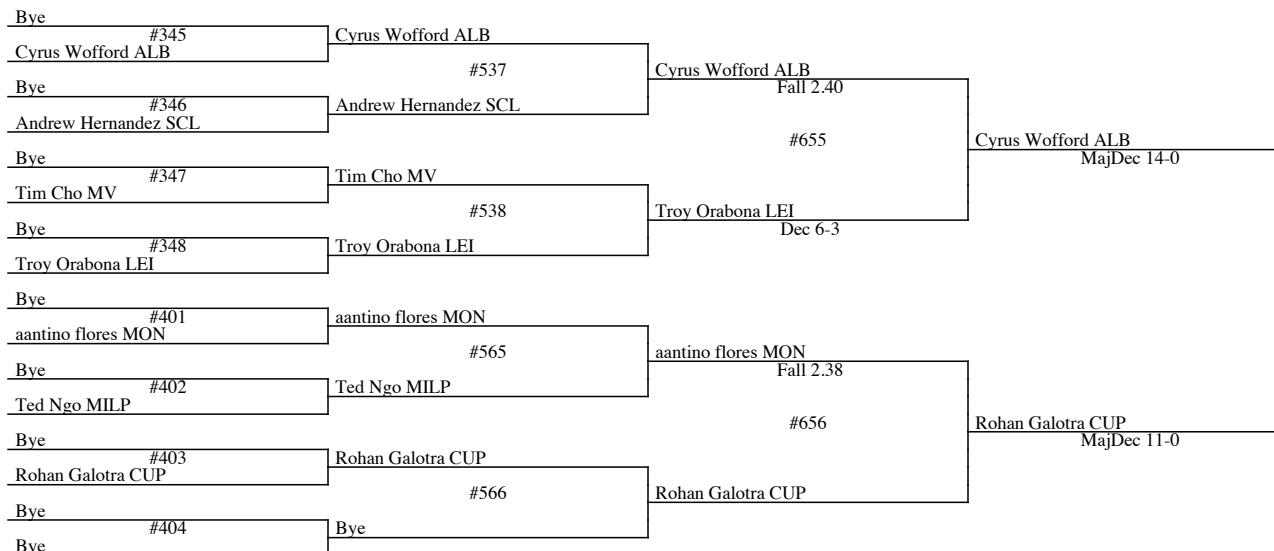 Bye
#345
Cyrus Wofford ALB
Bye
#346
Andrew Hernandez SCL
Bye
#347
Tim Cho MV
Bye
#348
Troy Orabona LEI
Bye
#401
aantino flores MON
Bye
#402
Ted Ngo MILP
Bye
#403
Rohan Galotra CUP
Bye
#404
Bye
Cyrus Wofford ALB
#537
Andrew Hernandez SCL
Tim Cho MV
#538
Troy Orabona LEI
aantino flores MON
#565
Ted Ngo MILP
Rohan Galotra CUP
#566
Bye
Cyrus Wofford ALB
Fall 2.40
#655
Troy Orabona LEI
Dec 6-3
aantino flores MON
Fall 2.38
#656
Rohan Galotra CUP
Cyrus Wofford ALB
MajDec 14-0
Rohan Galotra CUP
MajDec 11-0